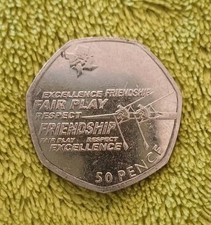 EXCELLENCE FRIENDSHIP
FAIR PLAY
RESPECT
FRIENDSHIP
FAIR PLAY RESPECT
EXCELLENCE
50 PENCE